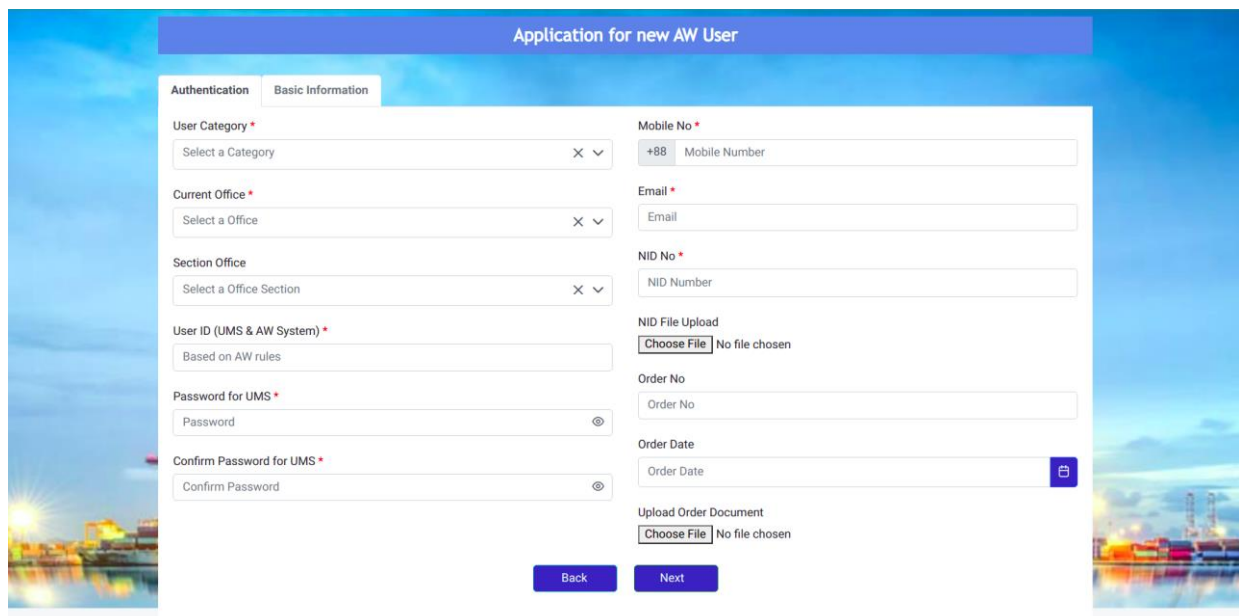 Application for new AW User
Authentication
Basic Information
User Category *
Select a Category
Current Office *
Select a Office
Section Office
Select a Office Section
User ID (UMS & AW System) *
Based on AW rules
Password for UMS *
Password
Confirm Password for UMS *
Confirm Password
Mobile No *
+88 Mobile Number
Email *
Email
NID No *
NID Number
NID File Upload
Choose File No file chosen
Order No
Order No
Order Date
Order Date
Upload Order Document
Choose File No file chosen
Back
Next